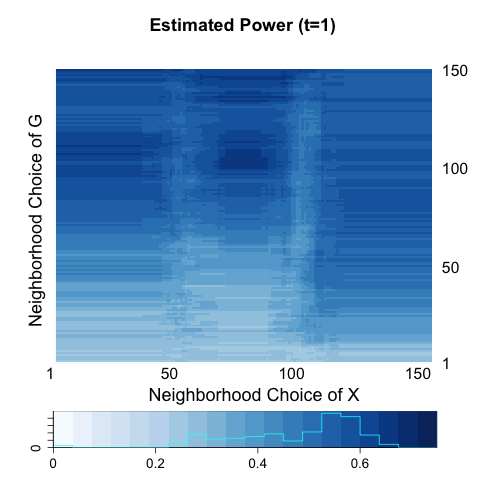 Estimated Power (t=1)
Neighborhood Choice of G
150
100
50
1
1 50 100 150
Neighborhood Choice of X
0
0 0.2 0.4 0.6